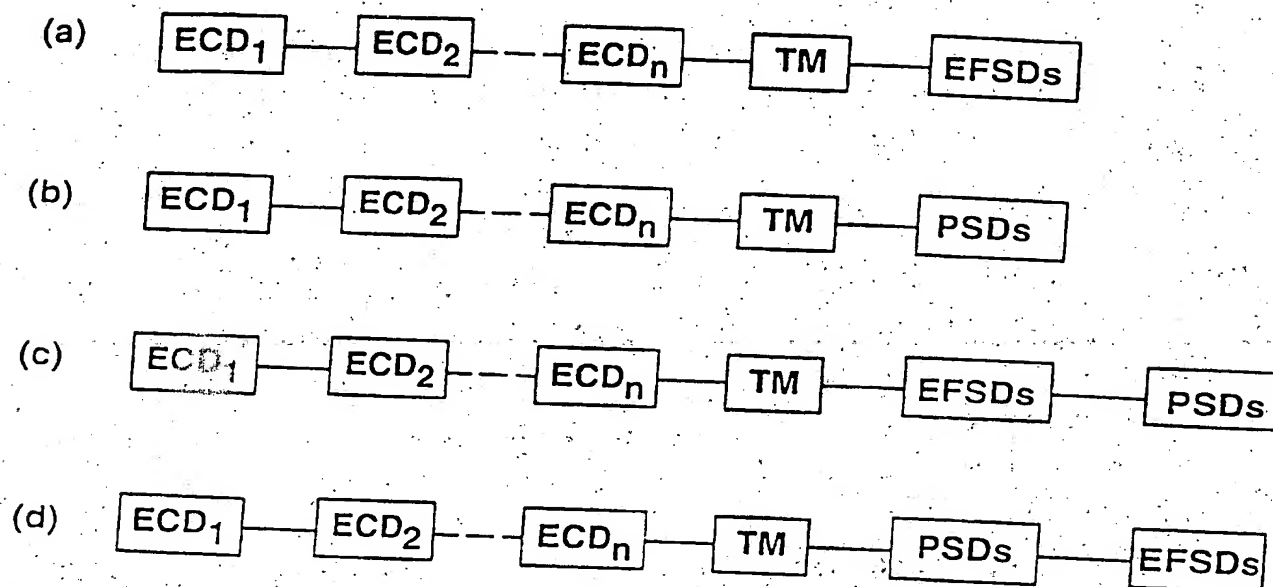 (a) ECD₁ ECD₂ ECDₙ TM EFSDs
(b) ECD₁ ECD₂ ECDₙ TM PSDs
(c) ECD₁ ECD₂ ECDₙ TM EFSDs PSDs
(d) ECD₁ ECD₂ ECDₙ TM PSDs EFSDs